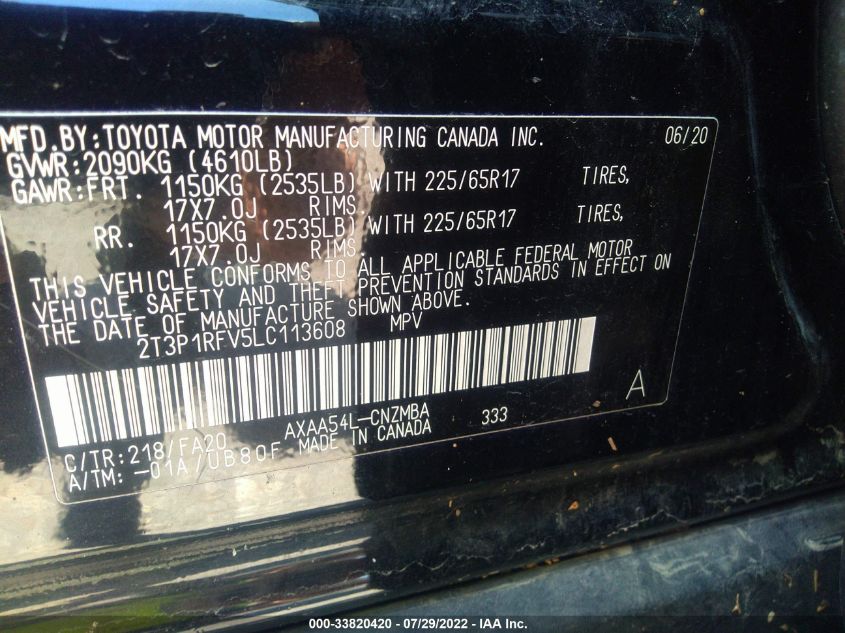 MFD.BY:TOYOTA MOTOR MANUFACTURING CANADA INC. 06/20
GVWR:2090KG (4610LB)
GAWR:FRT. 1150KG (2535LB) WITH 225/65R17 TIRES,
17X7.0J RIMS.
RR. 1150KG (2535LB) WITH 225/65R17 TIRES,
17X7.0J RIMS.
THIS VEHICLE CONFORMS TO ALL APPLICABLE FEDERAL MOTOR
VEHICLE SAFETY AND THEFT PREVENTION STANDARDS IN EFFECT ON
THE DATE OF MANUFACTURE SHOWN ABOVE.
2T3P1RFV5LC113608 MPV
A
C/TR:218/FA20 AXAA54L-CNZMBA 333
A/TM:-01A/UB80F MADE IN CANADA
000-33820420 - 07/29/2022 - IAA Inc.